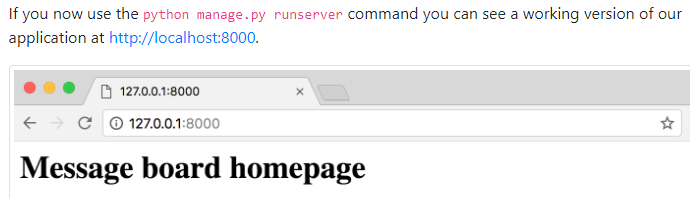 If you now use the python manage.py runserver command you can see a working version of our
application at http://localhost:8000.
127.0.0.1:8000
127.0.0.1:8000
Message board homepage